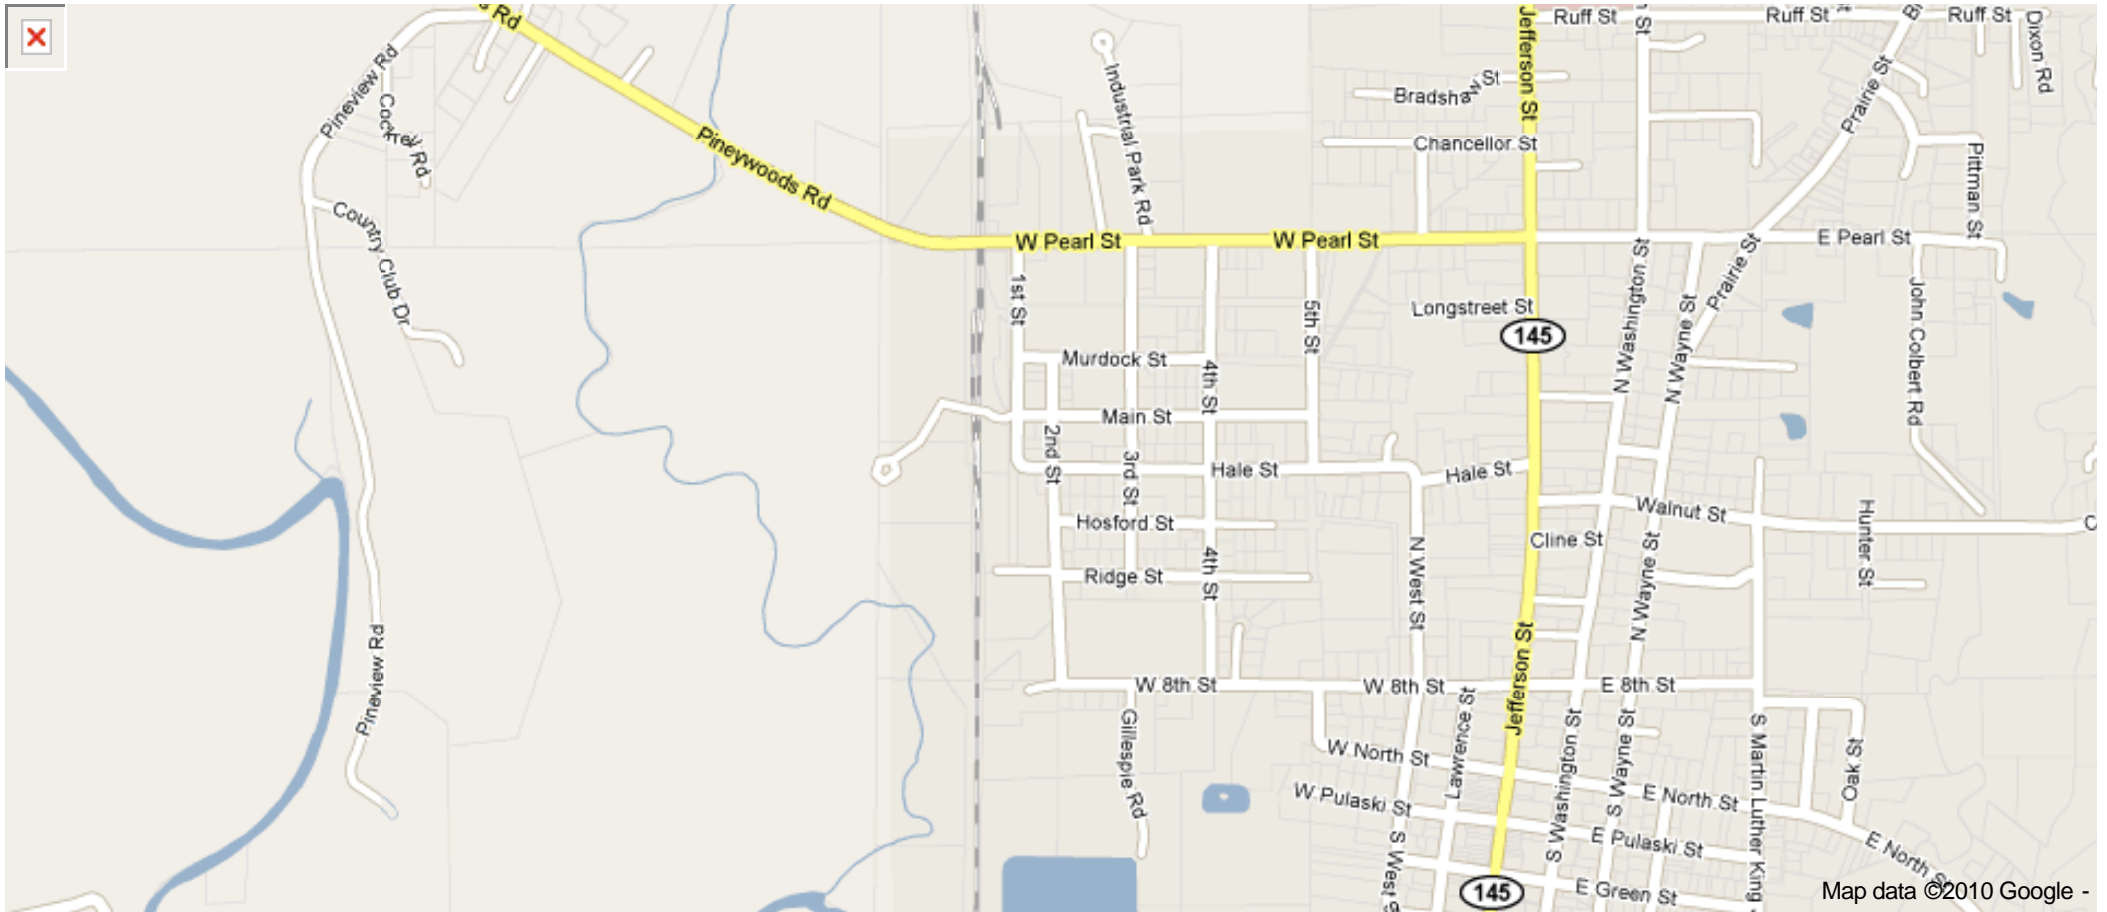 s Rd
Ruff St
Ruff St
Ruff St
Dixon Rd
Pineview Rd
Cockrell Rd
Industrial Park Rd
Bradshaw St
Jefferson St
Prairie St
Pineywoods Rd
Chancellor St
Pittman St
Country Club Dr
W Pearl St
W Pearl St
E Pearl St
Prairie St
1st St
5th St
Longstreet St
N Washington St
N Wayne St
John Colbert Rd
145
Murdock St
4th St
Main St
2nd St
3rd St
Hale St
Hale St
Walnut St
Hunter St
Hosford St
Cline St
N West St
N Wayne St
Ridge St
4th St
Pineview Rd
Jefferson St
W 8th St
W 8th St
E 8th St
Gillespie Rd
Lawrence St
S Washington St
S Wayne St
S Martin Luther King
Oak St
W North St
E North St
W Pulaski St
E Pulaski St
E North St
S West S
145
E Green St
Map data ©2010 Google -